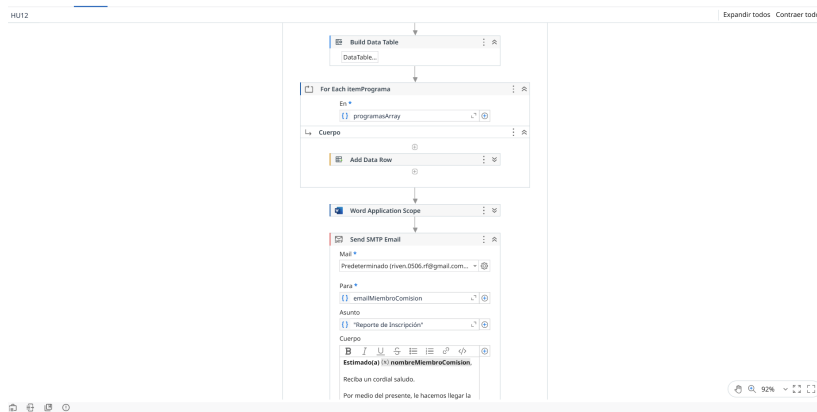 HU12
Expandir todos Contraer todo
Build Data Table
DataTable...
For Each itemPrograma
En *
programasArray
Cuerpo
Add Data Row
Word Application Scope
Send SMTP Email
Mail *
Predeterminado (riven.0506.rf@gmail.com...
Para *
emailMiembroComision
Asunto
"Reporte de Inscripción"
Cuerpo
B I U S
Estimado(a) (x) nombreMiembroComision,
Reciba un cordial saludo.
Por medio del presente, le hacemos llegar la
92%